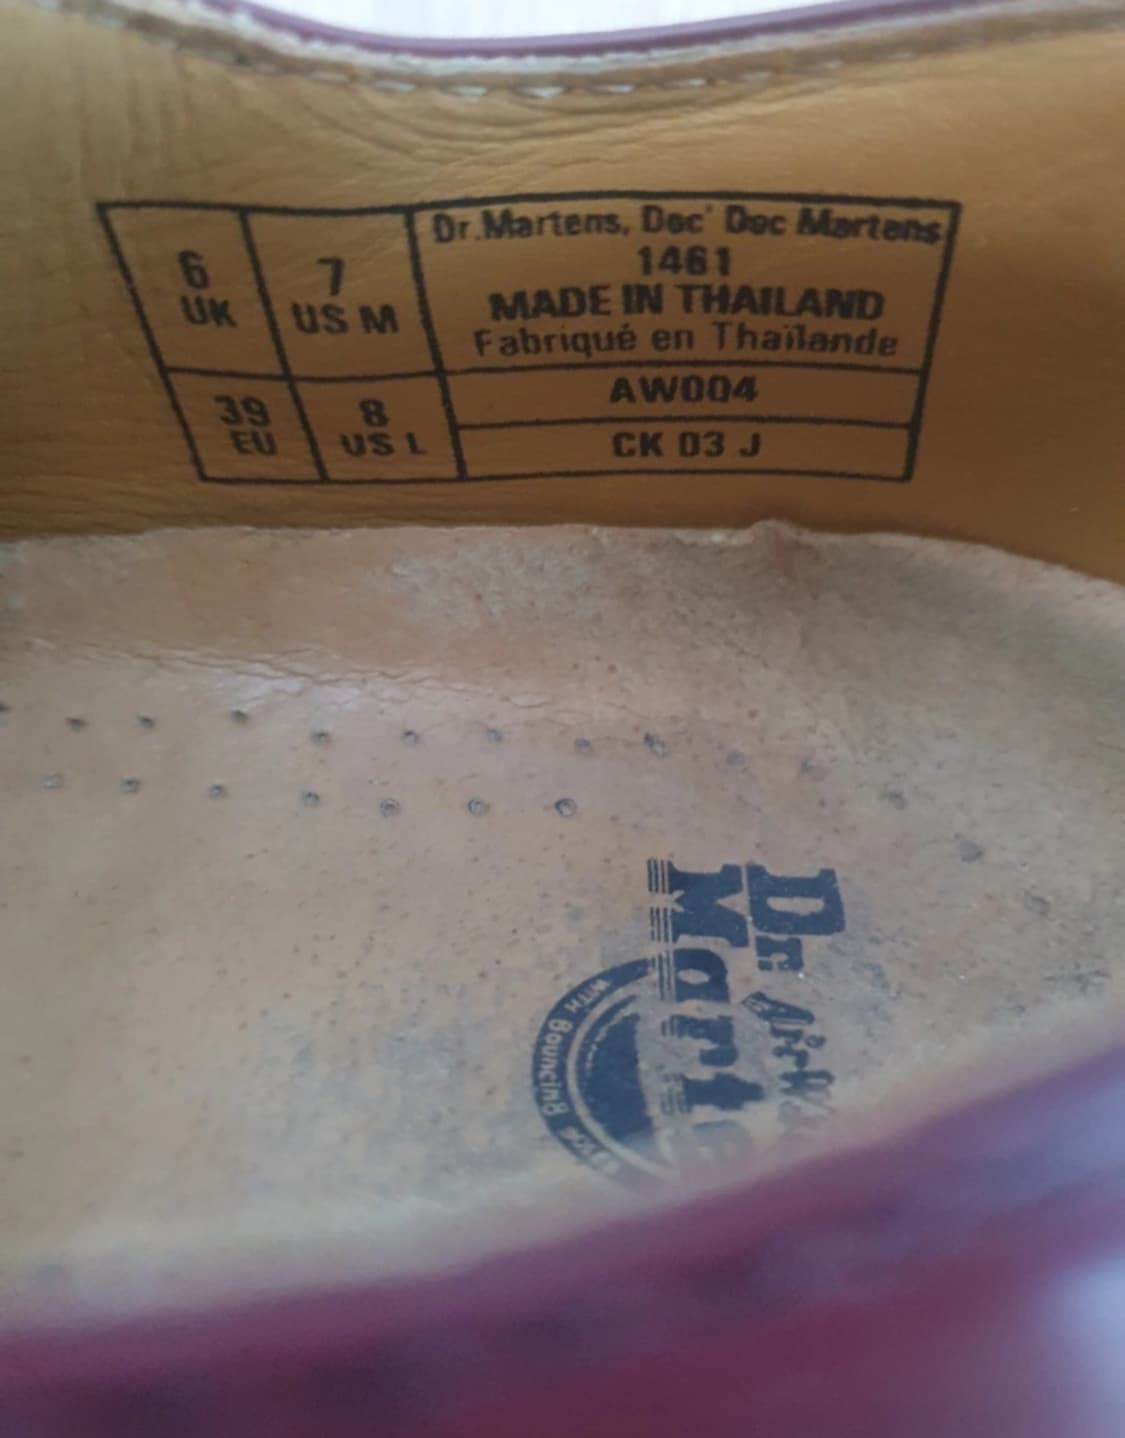 6
UK
7
US M
39
EU
8
US L
Dr.Martens, Doc' Doc Martens
1461
MADE IN THAILAND
Fabriqué en Thaïlande
AW004
CK 03 J
Dr
WITH Bouncing